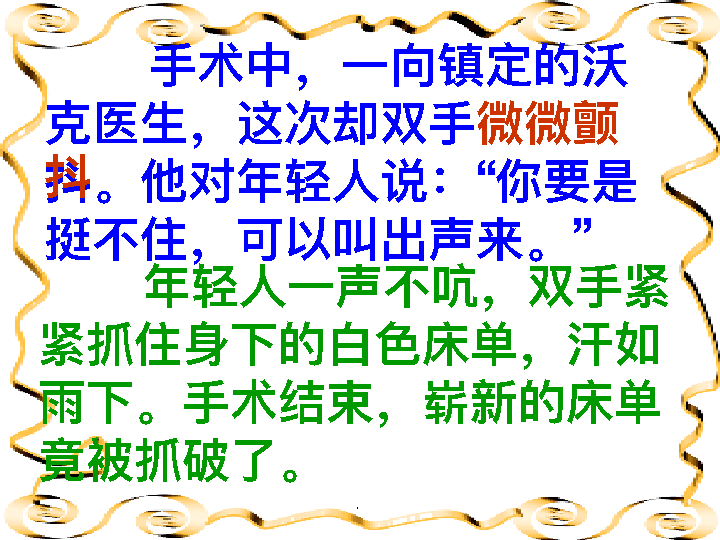 手术中，一向镇定的沃
克医生，这次却双手微微颤
抖。他对年轻人说：“你要是
挺不住，可以叫出声来。”
年轻人一声不吭，双手紧
紧抓住身下的白色床单，汗如
雨下。手术结束，崭新的床单
竟被抓破了。